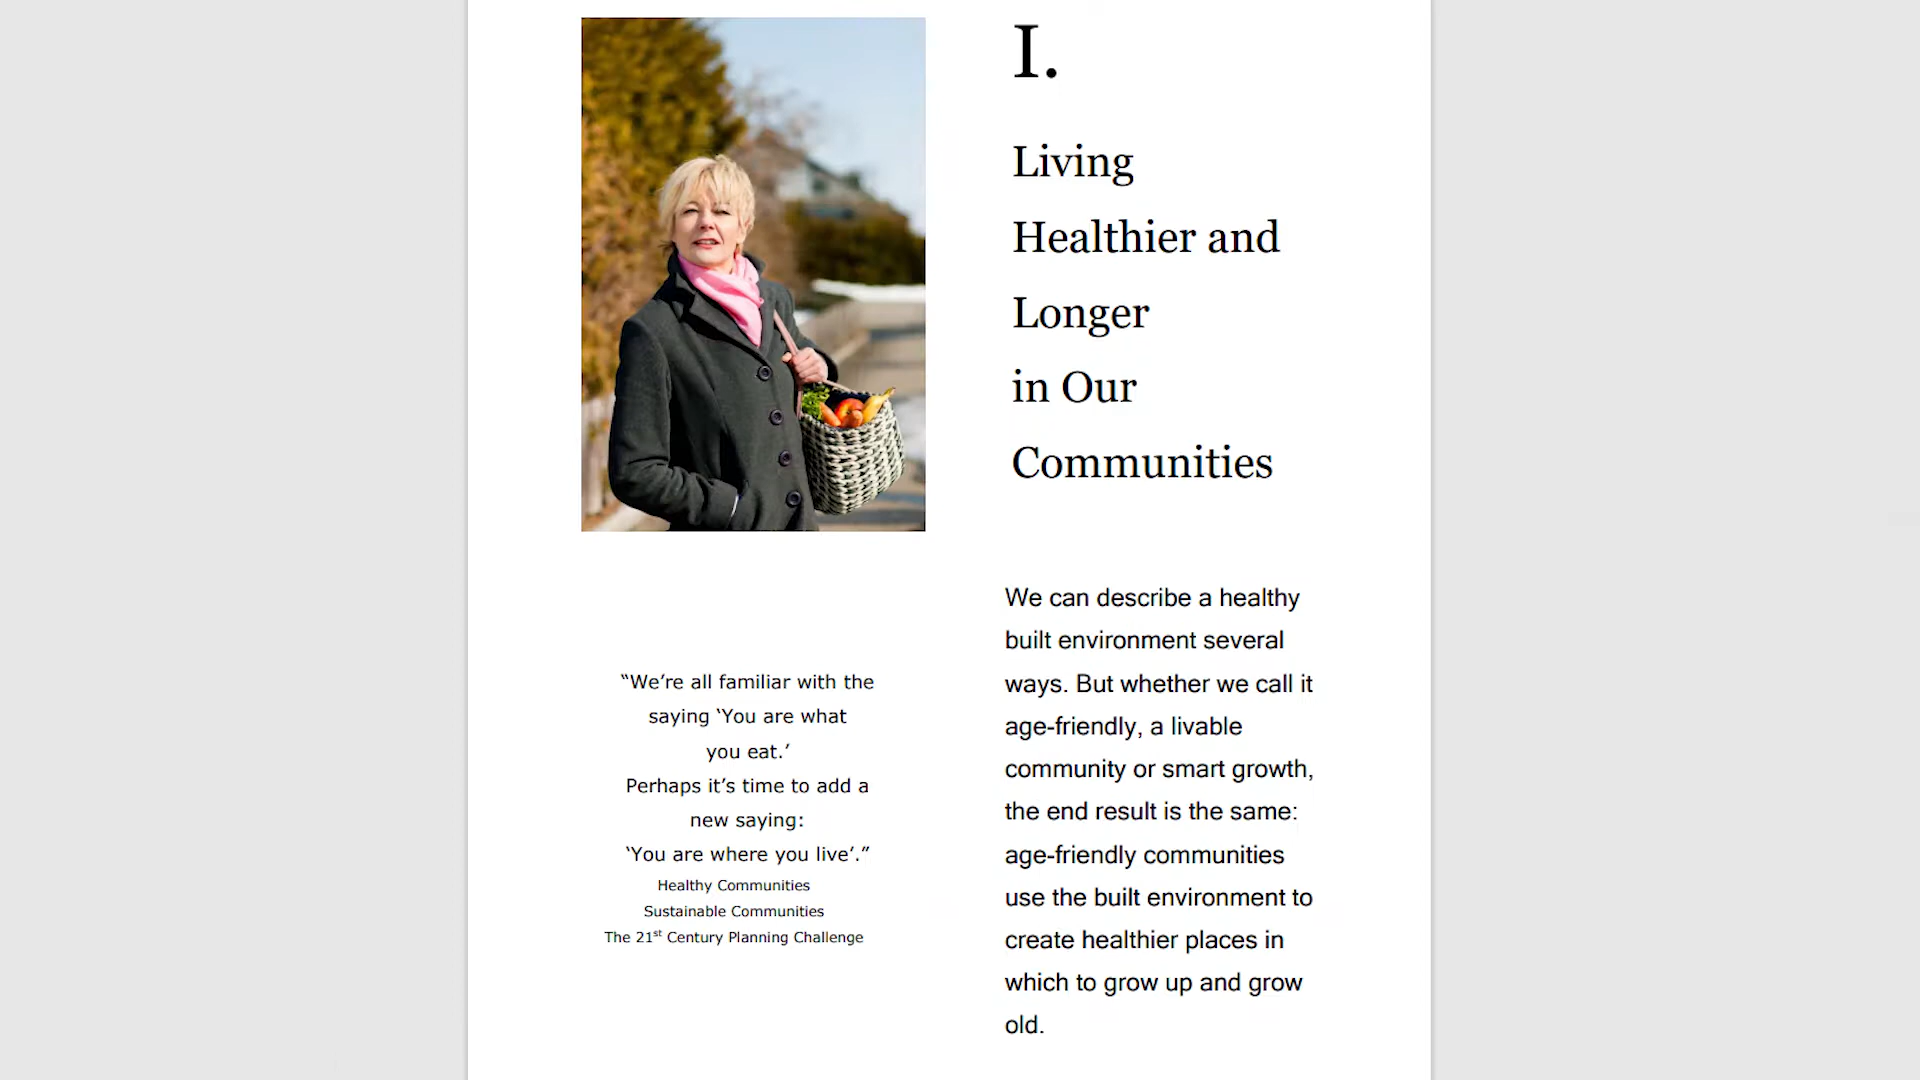 I.
Living
Healthier and
Longer
in Our
Communities
“We’re all familiar with the
saying ‘You are what
you eat.’
Perhaps it’s time to add a
new saying:
‘You are where you live’.”
Healthy Communities
Sustainable Communities
The 21st Century Planning Challenge
We can describe a healthy
built environment several
ways. But whether we call it
age-friendly, a livable
community or smart growth,
the end result is the same:
age-friendly communities
use the built environment to
create healthier places in
which to grow up and grow
old.